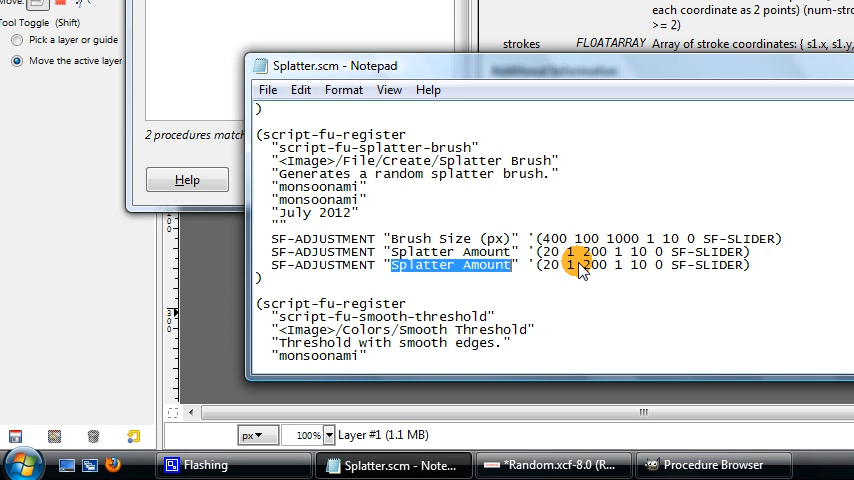 Move:
Tool Toggle (Shift)
Pick a layer or guide
Move the active layer
2 procedures match
Help
each coordinate as 2 points) (num-stro
>= 2)
strokes FLOATARRAY Array of stroke coordinates: { s1.x, s1.y,
Additional Information
Splatter.scm - Notepad
File Edit Format View Help
)
(script-fu-register
"script-fu-splatter-brush"
"<Image>/File/Create/Splatter Brush"
"Generates a random splatter brush."
"monsoonami"
"monsoonami"
"July 2012"
""
SF-ADJUSTMENT "Brush Size (px)" '(400 100 1000 1 10 0 SF-SLIDER)
SF-ADJUSTMENT "Splatter Amount" '(20 1 200 1 10 0 SF-SLIDER)
SF-ADJUSTMENT "Splatter Amount" '(20 1 200 1 10 0 SF-SLIDER)
)
(script-fu-register
"script-fu-smooth-threshold"
"<Image>/Colors/Smooth Threshold"
"Threshold with smooth edges."
"monsoonami"
px 100% Layer #1 (1.1 MB)
Flashing
Splatter.scm - Note...
*Random.xcf-8.0 (R...
Procedure Browser